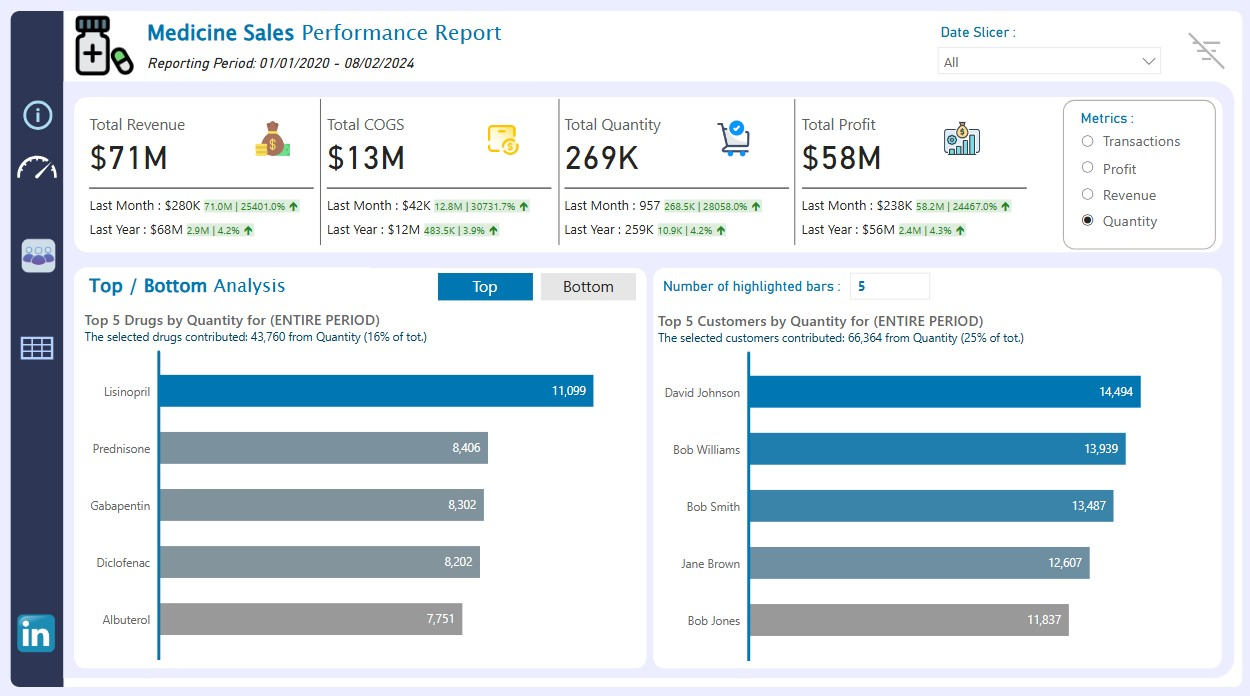 Medicine Sales Performance Report
Reporting Period: 01/01/2020 - 08/02/2024
Date Slicer :
All
Total Revenue
$71M
Last Month : $280K 71.0M | 25401.0%
Last Year : $68M 2.9M | 4.2%
Total COGS
$13M
Last Month : $42K 12.8M | 30731.7%
Last Year : $12M 483.5K | 3.9%
Total Quantity
269K
Last Month : 957 268.5K | 28058.0%
Last Year : 259K 10.9K | 4.2%
Total Profit
$58M
Last Month : $238K 58.2M | 24467.0%
Last Year : $56M 2.4M | 4.3%
Metrics :
Transactions
Profit
Revenue
Quantity
Top / Bottom Analysis
Top
Bottom
Top 5 Drugs by Quantity for (ENTIRE PERIOD)
The selected drugs contributed: 43,760 from Quantity (16% of tot.)
Lisinopril 11,099
Prednisone 8,406
Gabapentin 8,302
Diclofenac 8,202
Albuterol 7,751
Number of highlighted bars : 5
Top 5 Customers by Quantity for (ENTIRE PERIOD)
The selected customers contributed: 66,364 from Quantity (25% of tot.)
David Johnson 14,494
Bob Williams 13,939
Bob Smith 13,487
Jane Brown 12,607
Bob Jones 11,837
in